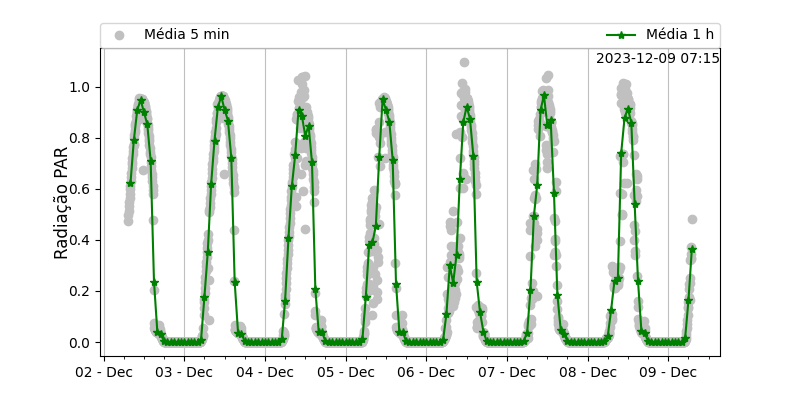 Média 5 min
Média 1 h
2023-12-09 07:15
Radiação PAR
1.0
0.8
0.6
0.4
0.2
0.0
02 - Dec
03 - Dec
04 - Dec
05 - Dec
06 - Dec
07 - Dec
08 - Dec
09 - Dec